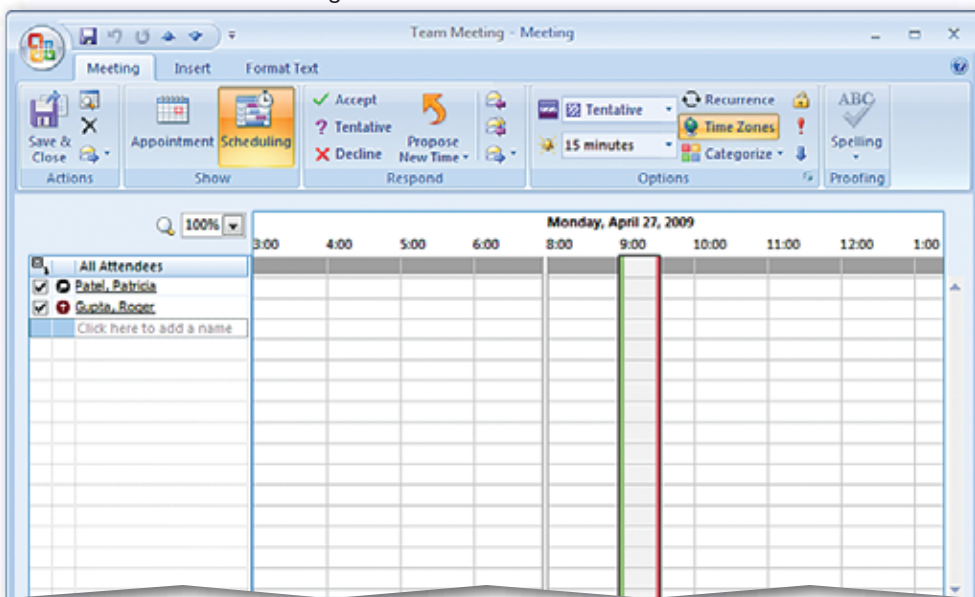 Team Meeting - Meeting
Meeting Insert Format Text
Save & Close
Actions
Appointment Scheduling
Show
Accept
Tentative
Decline
Propose New Time
Respond
Tentative
15 minutes
Recurrence
Time Zones
Categorize
Options
ABC
Spelling
Proofing
100%
Monday, April 27, 2009
3:00 4:00 5:00 6:00 8:00 9:00 10:00 11:00 12:00 1:00
All Attendees
Patel, Patricia
Gupta, Roger
Click here to add a name